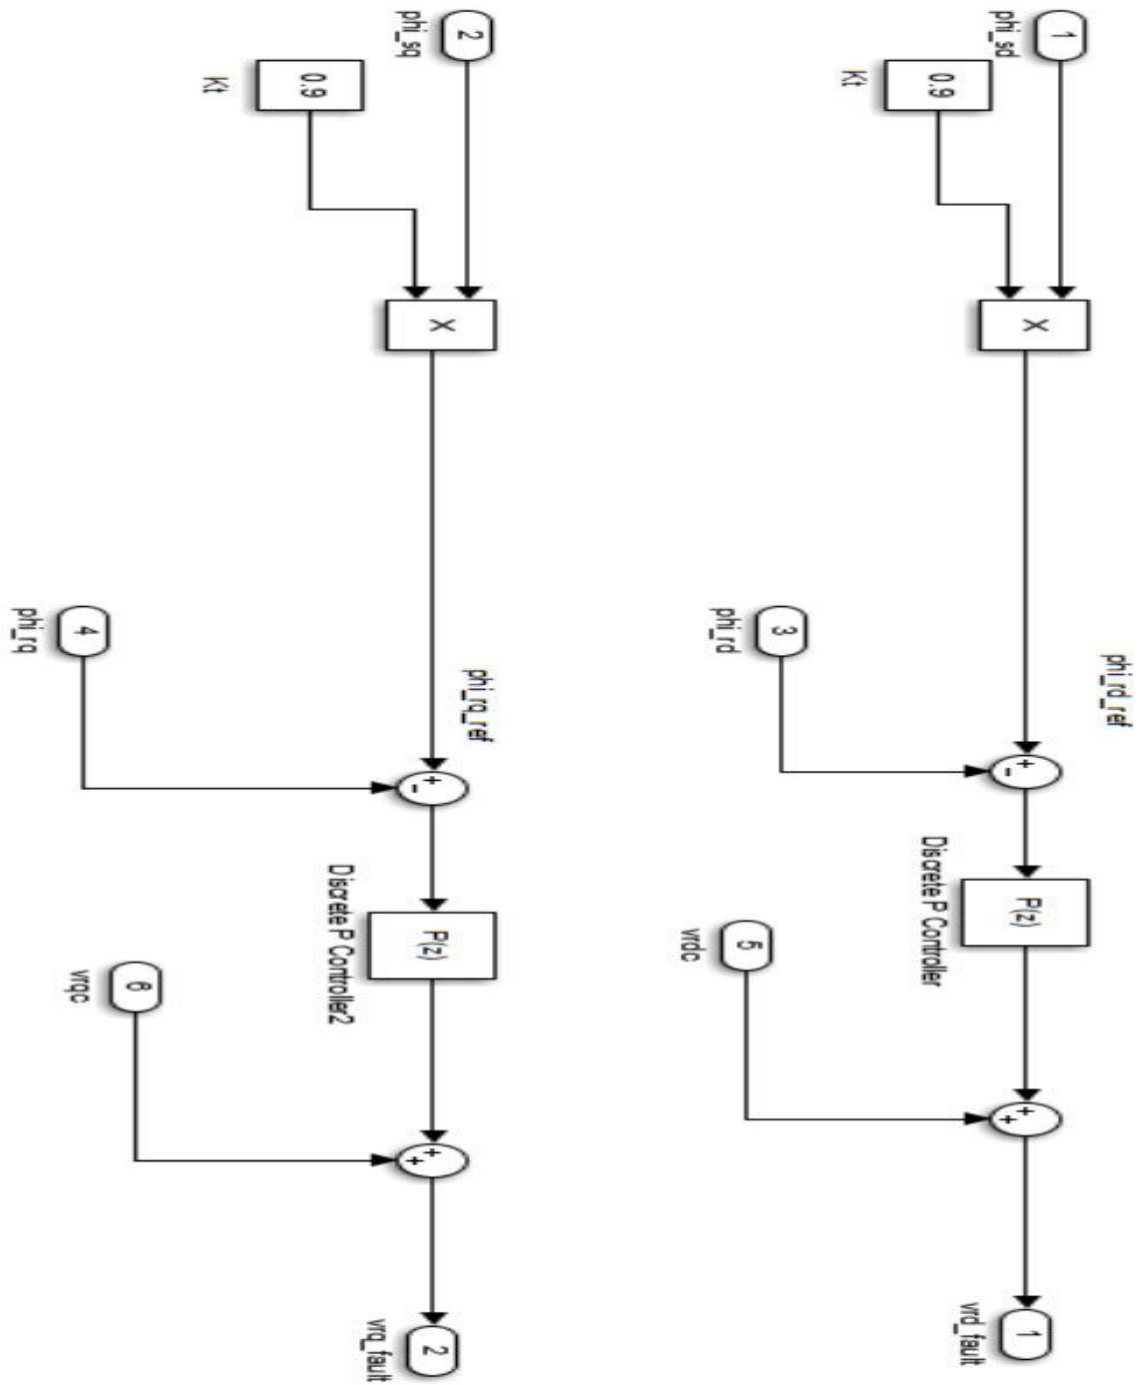 1
phi_sd
0.9
Kt
X
phi_rd_ref
3
phi_rd
+
-
P(z)
Discrete P Controller
5
vrdc
+
+
1
vrd_fault
2
phi_sq
0.9
Kt
X
phi_rq_ref
4
phi_rq
+
-
P(z)
Discrete P Controller2
6
vrqc
+
+
2
vrq_fault